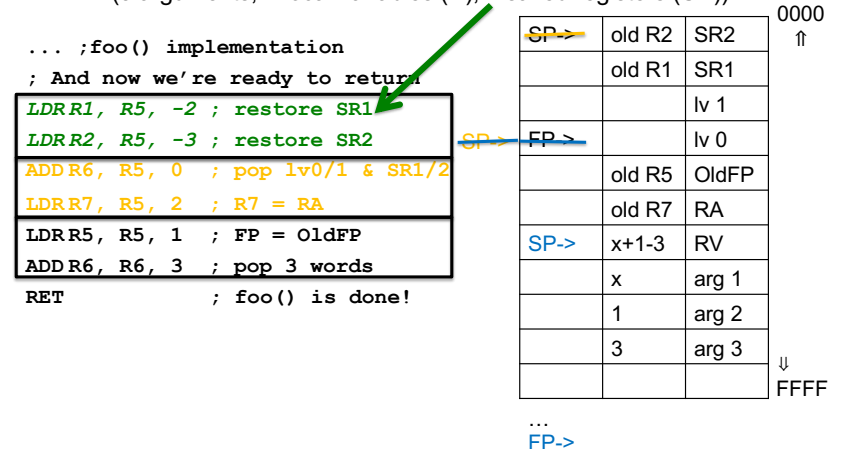 ... ;foo() implementation
; And now we're ready to return
LDR R1, R5, -2 ; restore SR1
LDR R2, R5, -3 ; restore SR2
ADD R6, R5, 0 ; pop lv0/1 & SR1/2
LDR R7, R5, 2 ; R7 = RA
LDR R5, R5, 1 ; FP = OldFP
ADD R6, R6, 3 ; pop 3 words
RET ; foo() is done!
0000
⇑
SP-> old R2 SR2
old R1 SR1
lv 1
SP-> FP-> lv 0
old R5 OldFP
old R7 RA
SP-> x+1-3 RV
x arg 1
1 arg 2
3 arg 3
⇓
FFFF
…
FP->